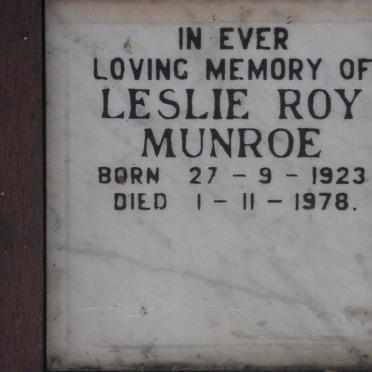 IN EVER
LOVING MEMORY OF
LESLIE ROY
MUNROE
BORN 27 - 9 - 1923
DIED 1 - 11 - 1978.